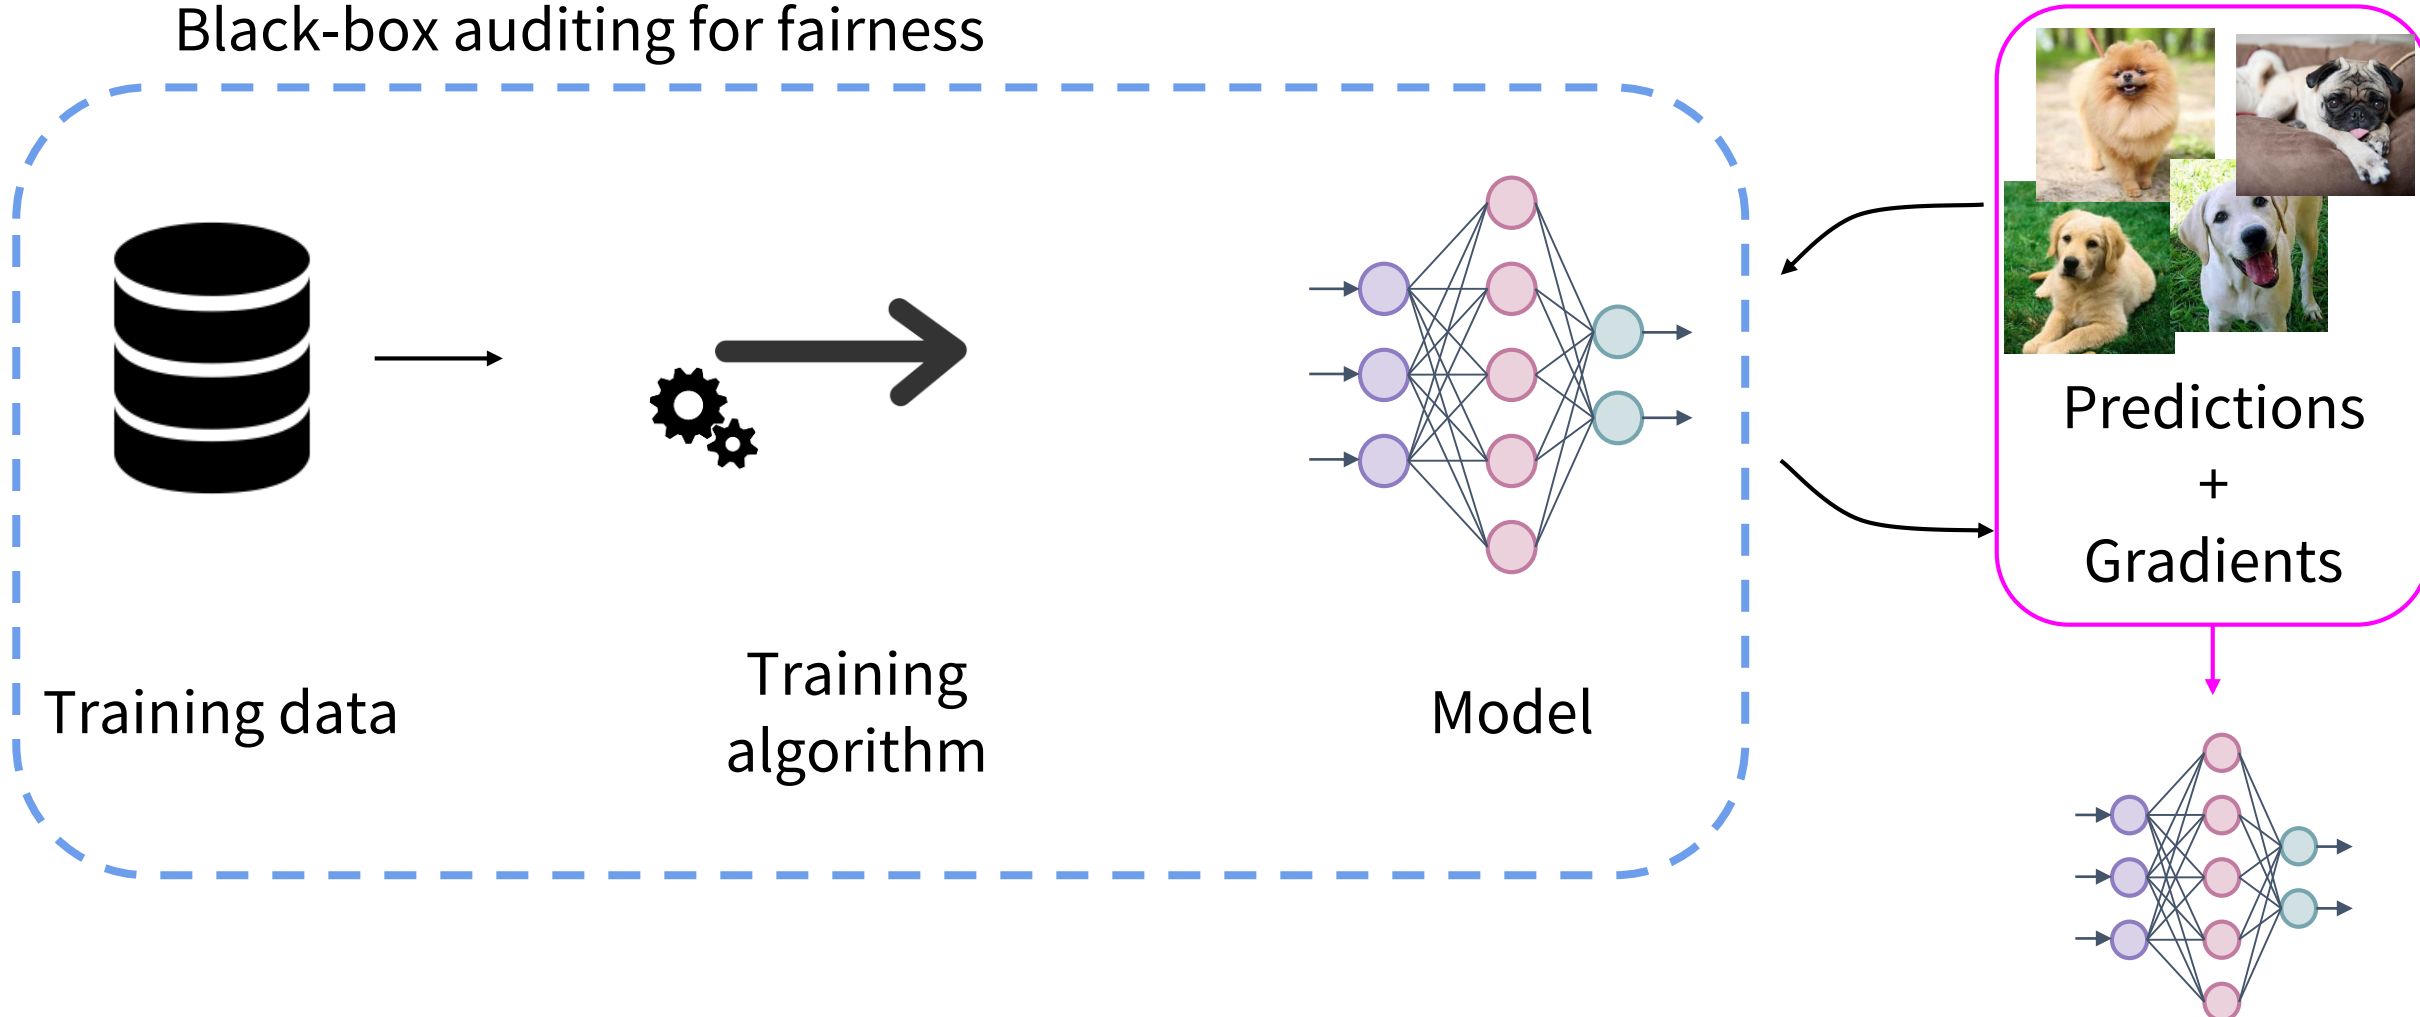 Black-box auditing for fairness
Training data
Training
algorithm
Model
Predictions
+
Gradients